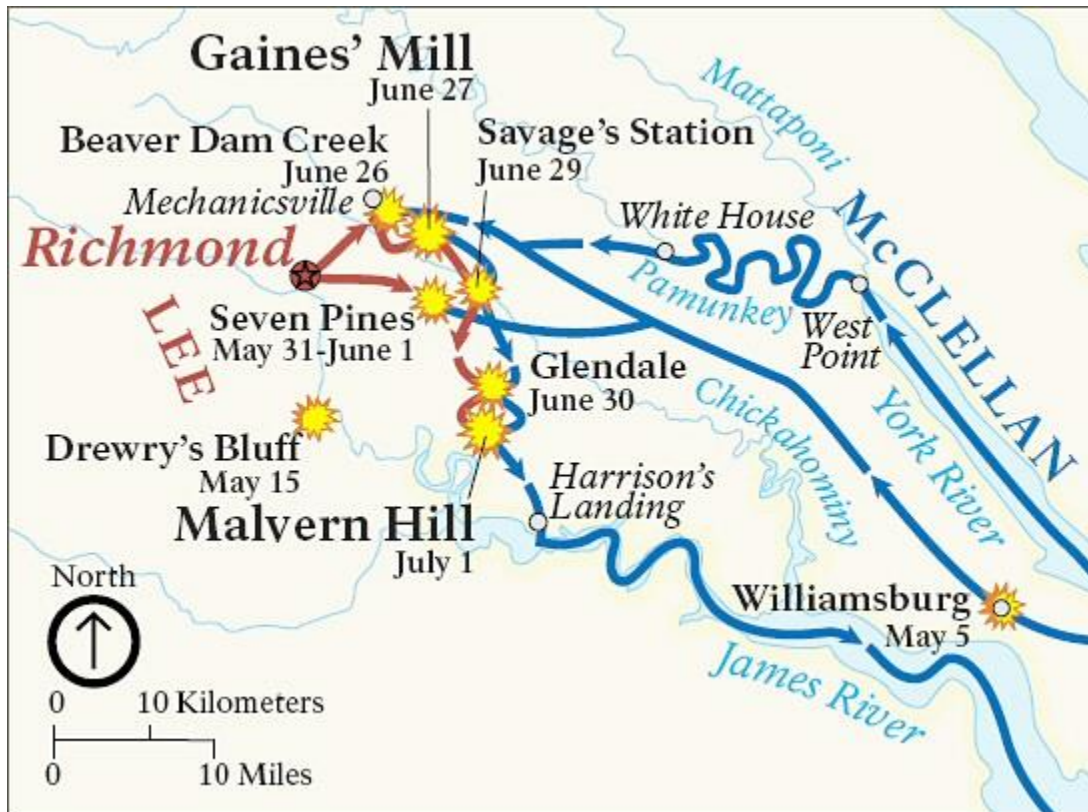 Gaines’ Mill
June 27
Beaver Dam Creek
June 26
Savage’s Station
June 29
Mattaponi
Mechanicsville
White House
McCLELLAN
Richmond
Pamunkey
LEE
Seven Pines
May 31-June 1
West
Point
Glendale
June 30
Chickahominy
York River
Drewry’s Bluff
May 15
Harrison’s
Landing
Malvern Hill
July 1
North
Williamsburg
May 5
James River
0 10 Kilometers
0 10 Miles